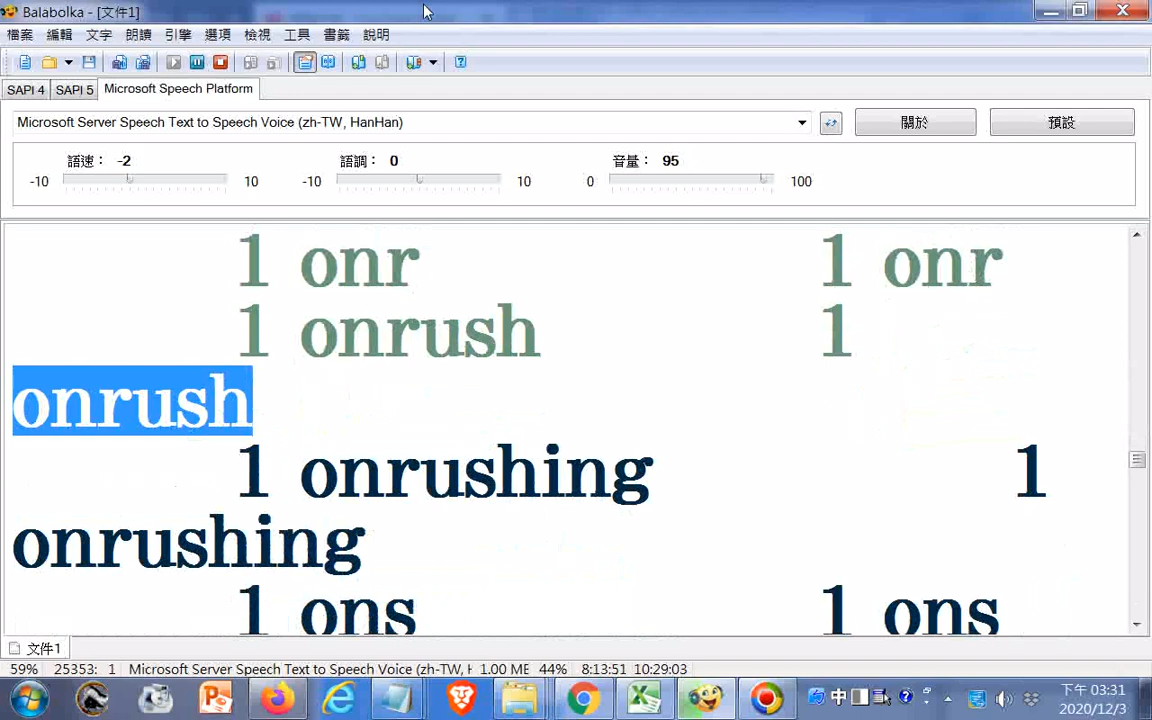 Balabolka - [文件1]
檔案 編輯 文字 朗讀 引擎 選項 檢視 工具 書籤 說明
SAPI 4 SAPI 5 Microsoft Speech Platform
Microsoft Server Speech Text to Speech Voice (zh-TW, HanHan) 關於 預設
語速： -2 語調： 0 音量： 95
-10 10 -10 10 0 100
1 onr 1 onr
1 onrush 1
onrush
1 onrushing 1
onrushing
1 ons 1 ons
文件1
59% 25353: 1 Microsoft Server Speech Text to Speech Voice (zh-TW, 1.00 ME 44% 8:13:51 10:29:03
中 下午 03:31
2020/12/3